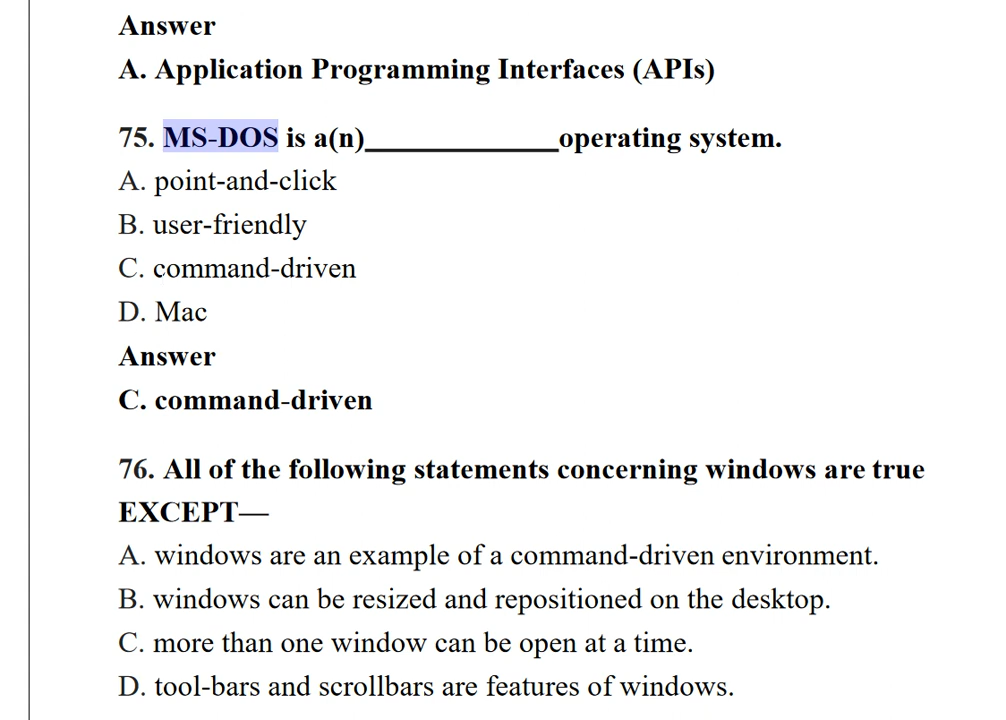 Answer
A. Application Programming Interfaces (APIs)
75. MS-DOS is a(n)______________operating system.
A. point-and-click
B. user-friendly
C. command-driven
D. Mac
Answer
C. command-driven
76. All of the following statements concerning windows are true
EXCEPT—
A. windows are an example of a command-driven environment.
B. windows can be resized and repositioned on the desktop.
C. more than one window can be open at a time.
D. tool-bars and scrollbars are features of windows.